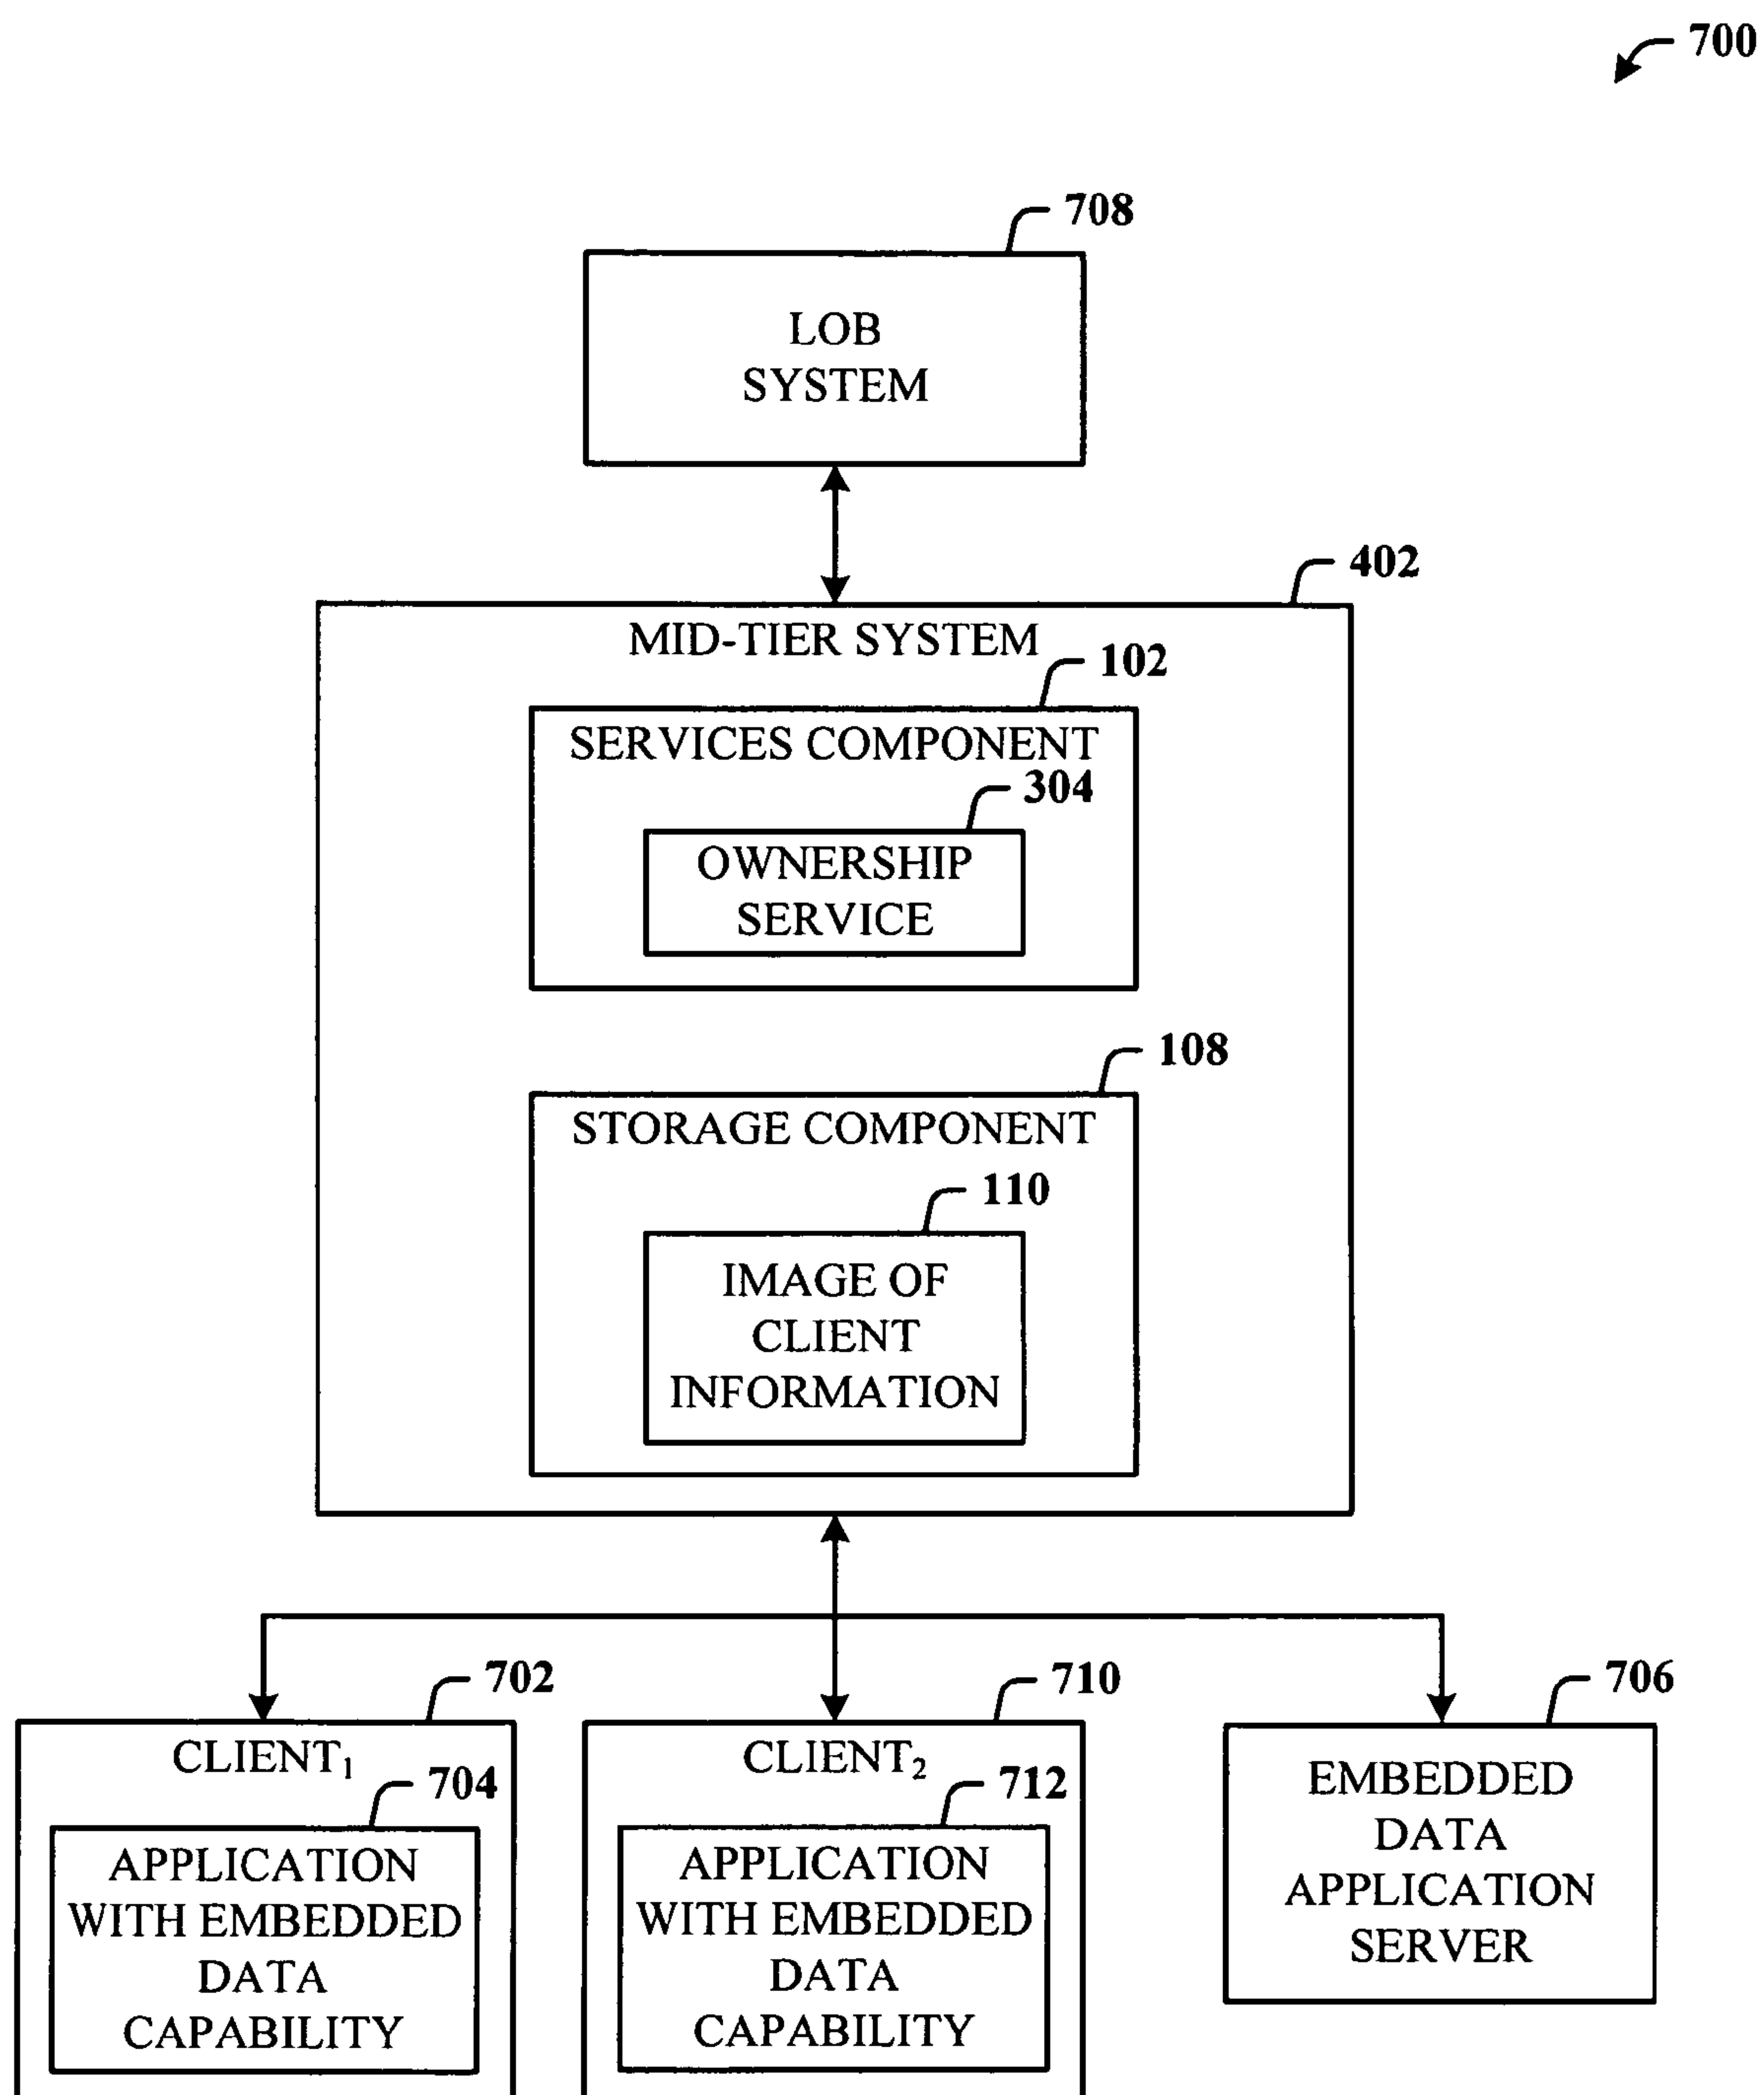 700
708
LOB
SYSTEM
402
MID-TIER SYSTEM
102
SERVICES COMPONENT
304
OWNERSHIP
SERVICE
108
STORAGE COMPONENT
110
IMAGE OF
CLIENT
INFORMATION
702
CLIENT₁
704
APPLICATION
WITH EMBEDDED
DATA
CAPABILITY
710
CLIENT₂
712
APPLICATION
WITH EMBEDDED
DATA
CAPABILITY
706
EMBEDDED
DATA
APPLICATION
SERVER